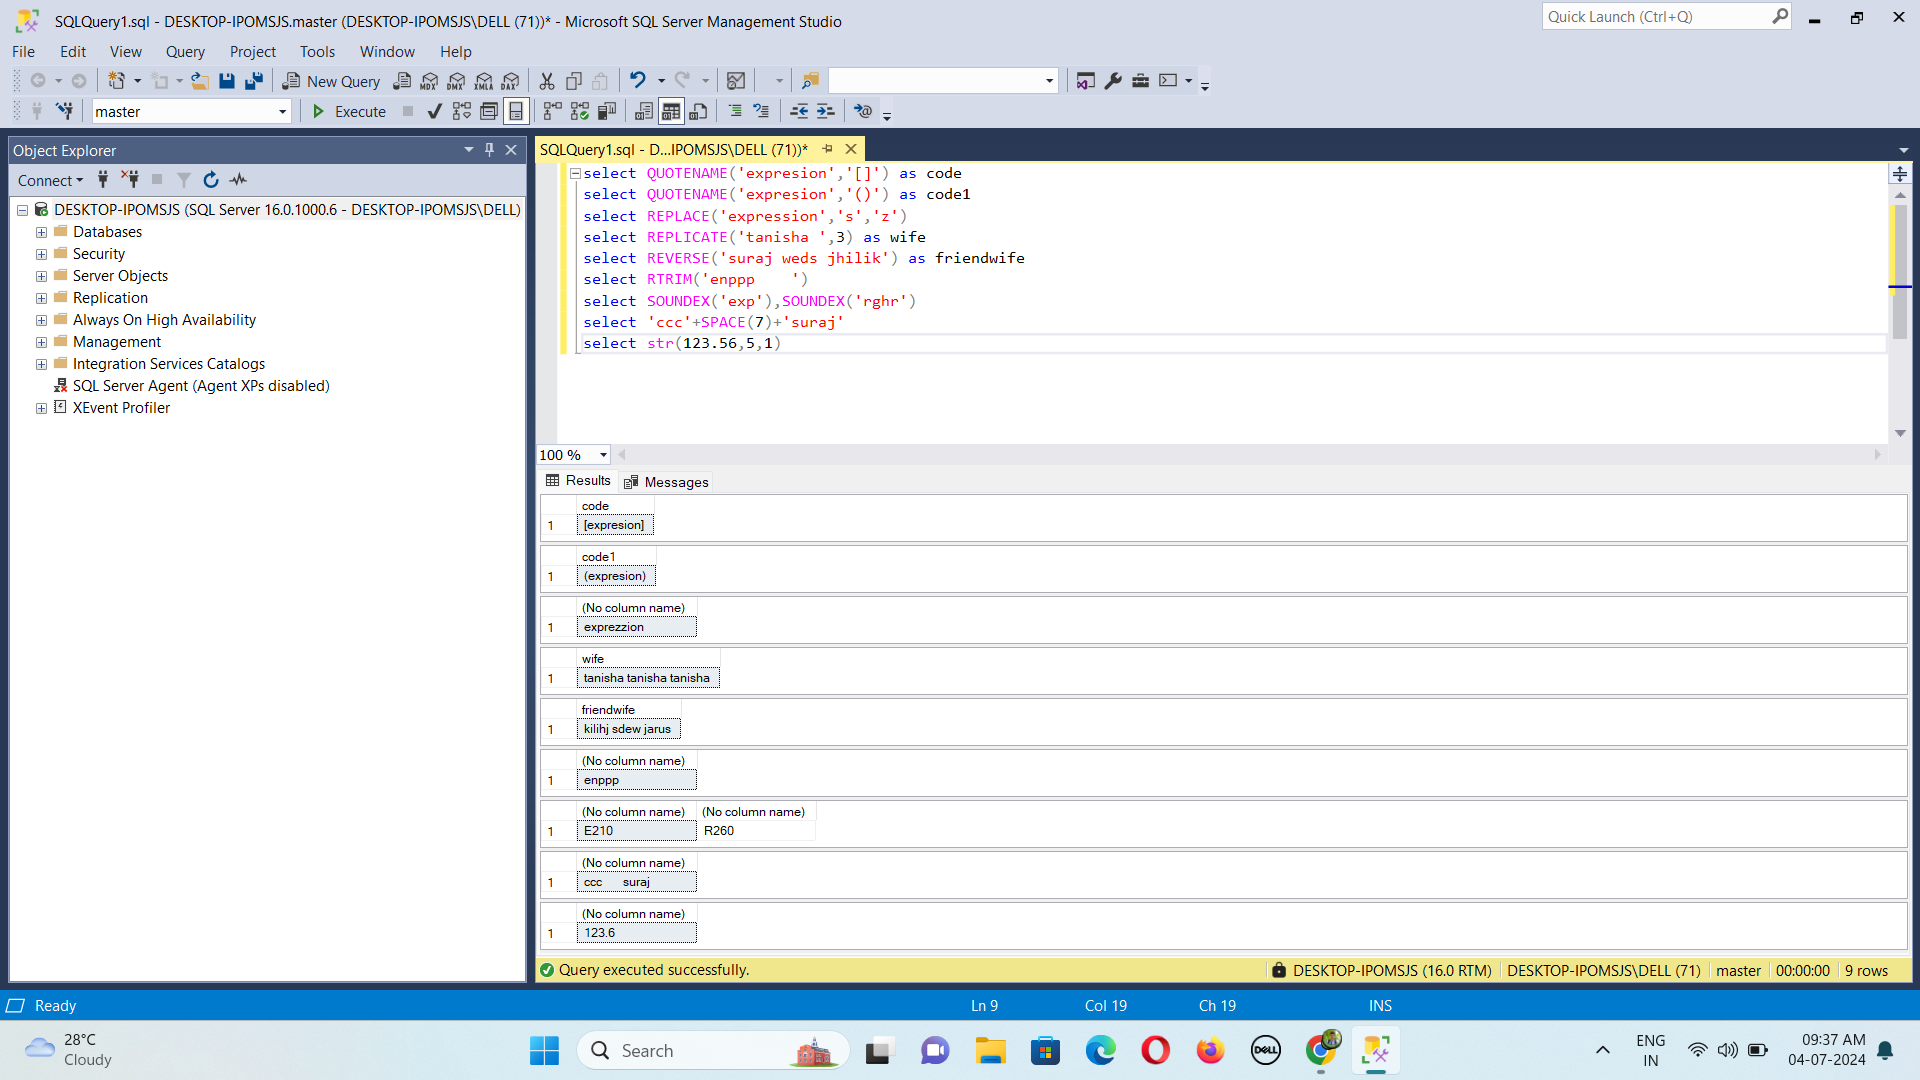 SQLQuery1.sql - DESKTOP-IPOMSJS.master (DESKTOP-IPOMSJS\DELL (71))* - Microsoft SQL Server Management Studio
Quick Launch (Ctrl+Q)
File Edit View Query Project Tools Window Help
New Query MDX DMX XMLA DAX
master Execute
Object Explorer
Connect
DESKTOP-IPOMSJS (SQL Server 16.0.1000.6 - DESKTOP-IPOMSJS\DELL)
Databases
Security
Server Objects
Replication
Always On High Availability
Management
Integration Services Catalogs
SQL Server Agent (Agent XPs disabled)
XEvent Profiler
SQLQuery1.sql - D...IPOMSJS\DELL (71))*
select QUOTENAME('expresion','[]') as code
select QUOTENAME('expresion','()') as code1
select REPLACE('expression','s','z')
select REPLICATE('tanisha ',3) as wife
select REVERSE('suraj weds jhilik') as friendwife
select RTRIM('enppp    ')
select SOUNDEX('exp'),SOUNDEX('rghr')
select 'ccc'+SPACE(7)+'suraj'
select str(123.56,5,1)
100 %
Results Messages
code
1 [expresion]
code1
1 (expresion)
(No column name)
1 exprezzion
wife
1 tanisha tanisha tanisha
friendwife
1 kilihj sdew jarus
(No column name)
1 enppp
(No column name) (No column name)
1 E210 R260
(No column name)
1 ccc       suraj
(No column name)
1 123.6
Query executed successfully.
DESKTOP-IPOMSJS (16.0 RTM) DESKTOP-IPOMSJS\DELL (71) master 00:00:00 9 rows
Ready Ln 9 Col 19 Ch 19 INS
28°C
Cloudy
Search
DELL
ENG
IN
09:37 AM
04-07-2024